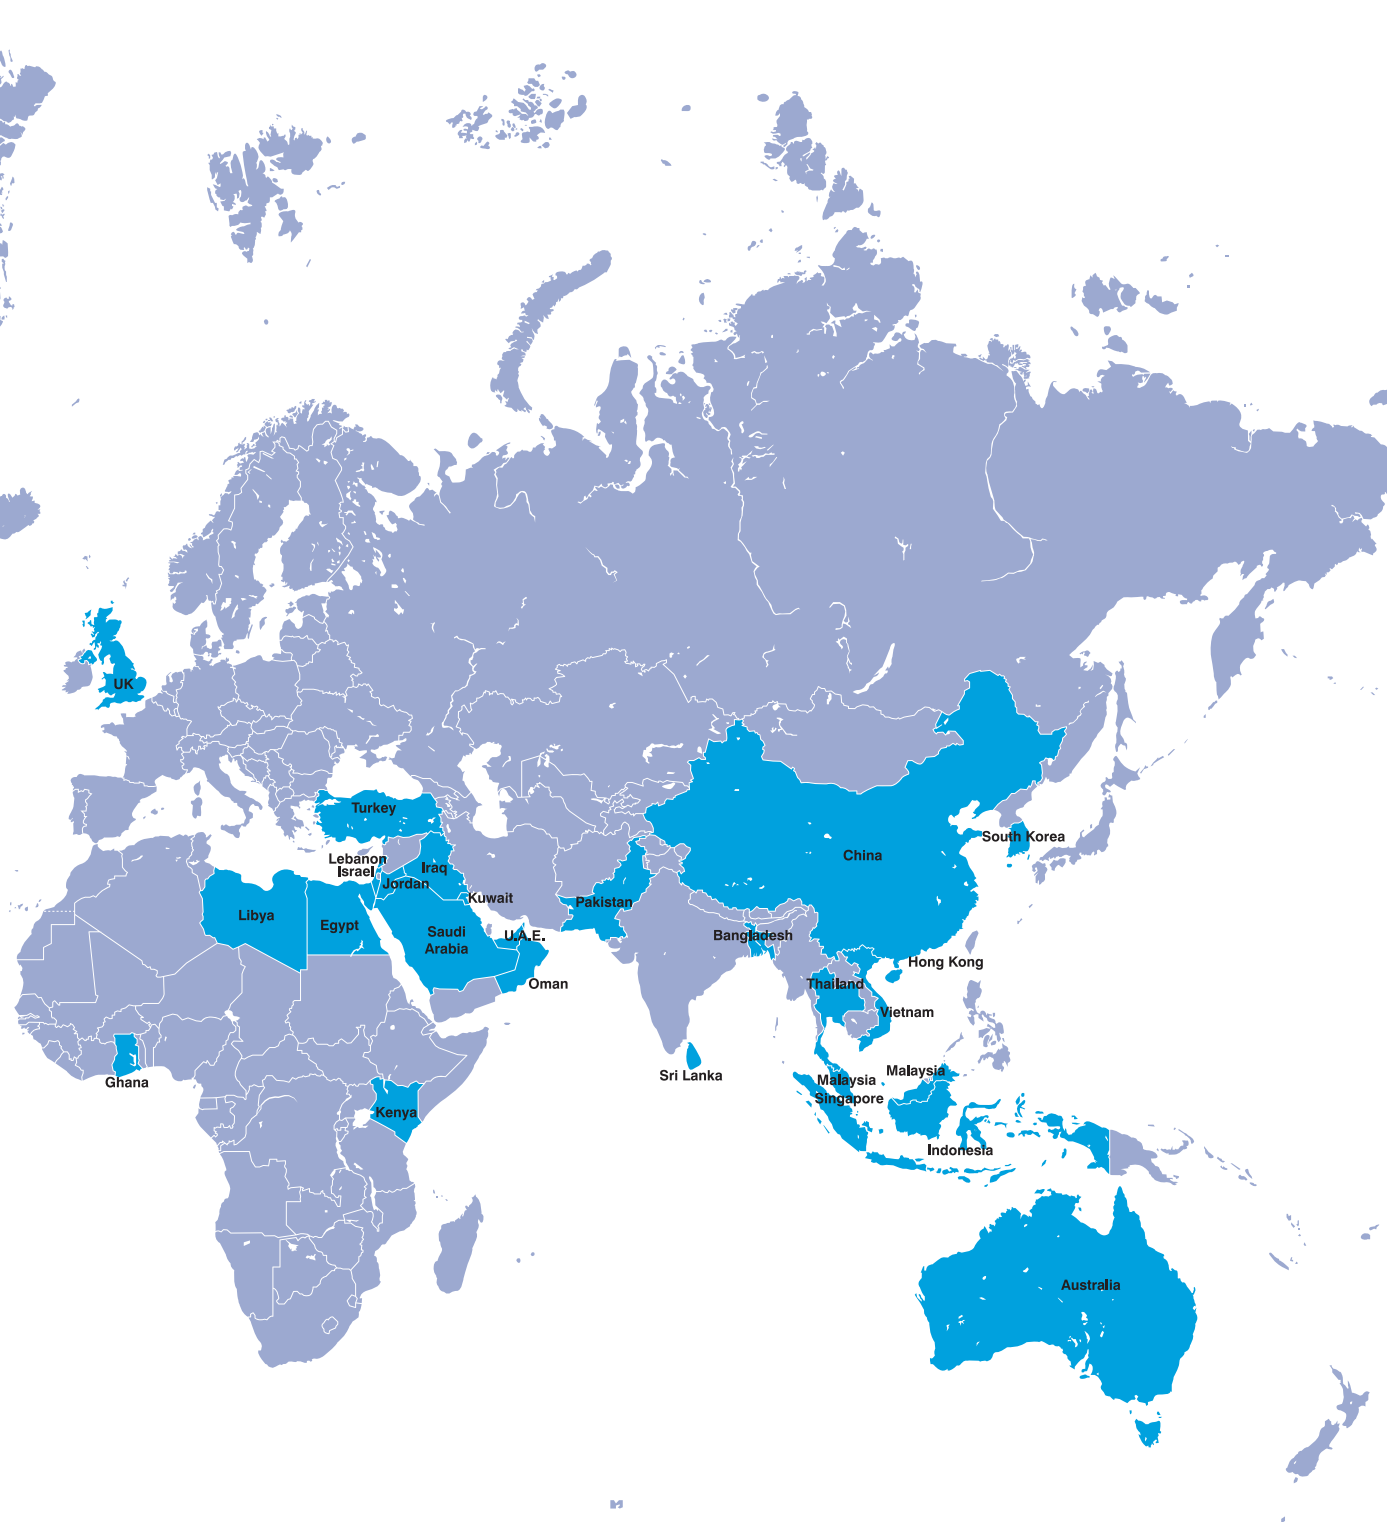 UK
Turkey
South Korea
China
Lebanon
Israel
Iraq
Jordan
Kuwait
Pakistan
Libya
Egypt
Saudi
Arabia
U.A.E.
Bangladesh
Hong Kong
Oman
Thailand
Vietnam
Ghana
Sri Lanka
Malaysia
Malaysia
Singapore
Kenya
Indonesia
Australia